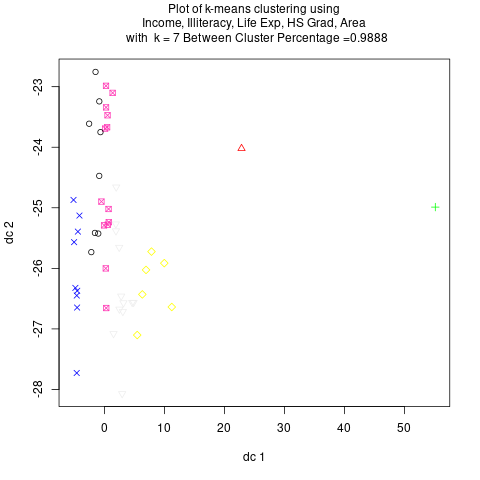 Plot of k-means clustering using
Income, Illiteracy, Life Exp, HS Grad, Area
with  k = 7 Between Cluster Percentage =0.9888
-23
-24
-25
-26
-27
-28
dc 2
0 10 20 30 40 50
dc 1